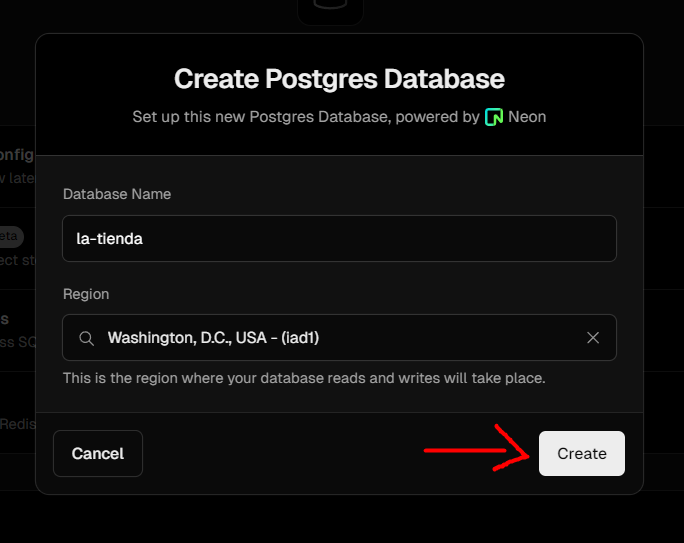 Create Postgres Database
Set up this new Postgres Database, powered by Neon
onfig
w late
eta
ect st
s
ss SQ
Redis
Database Name
la-tienda
Region
Washington, D.C., USA - (iad1)
This is the region where your database reads and writes will take place.
Cancel
Create